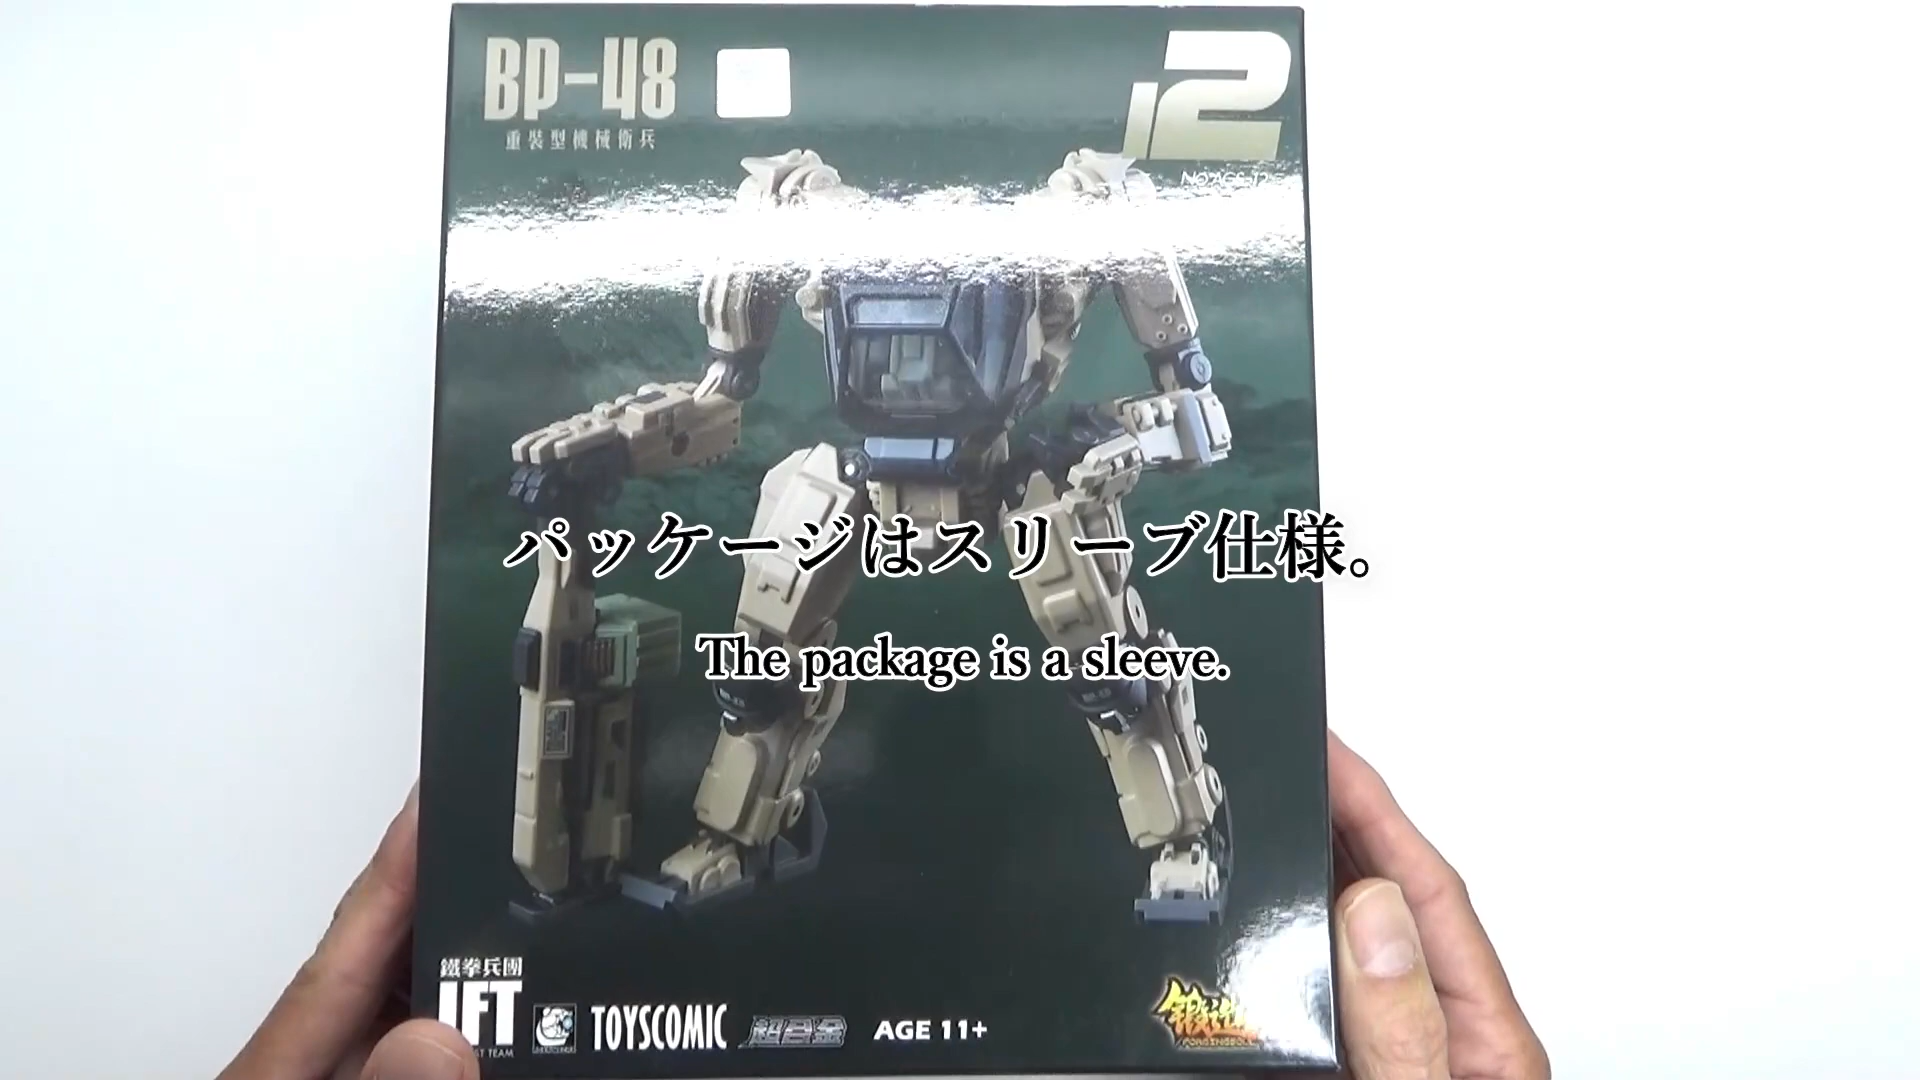 BP-48
重裝型機械衛兵
12
パッケージはスリーブ仕様。
The package is a sleeve.
鐵拳兵團
IFT
TOYSCOMIC
超合金
AGE 11+